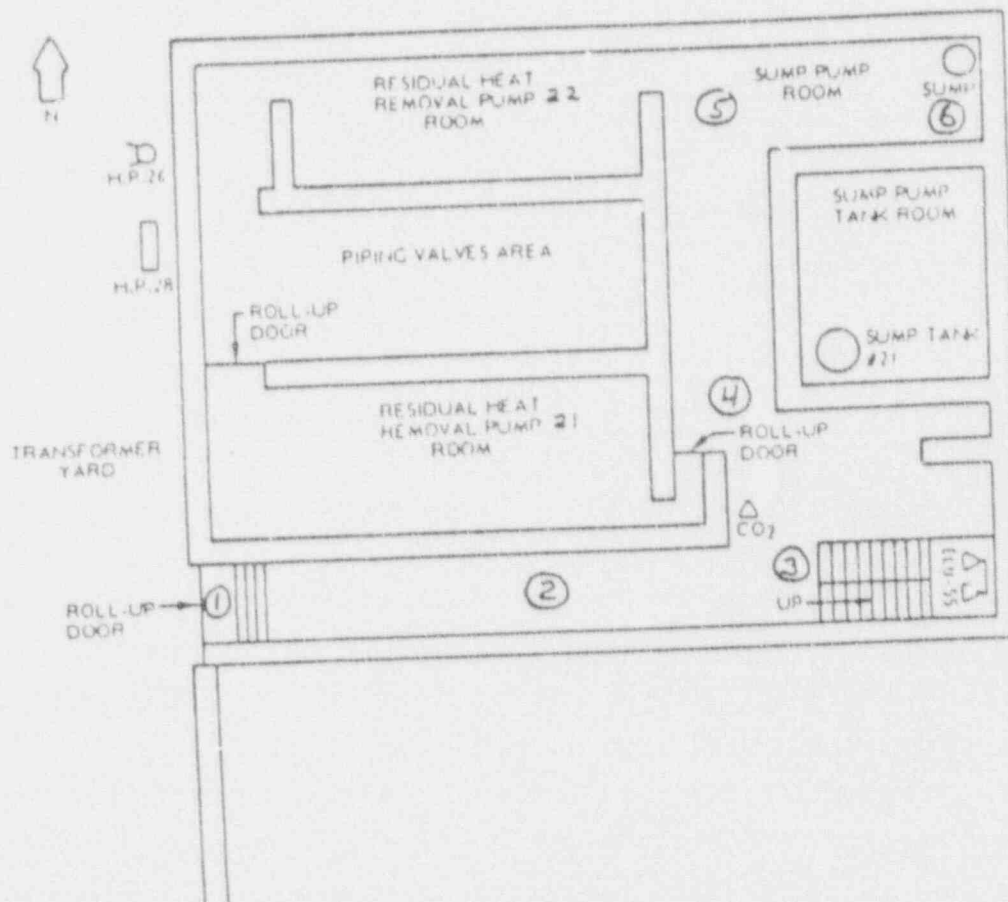 N
RESIDUAL HEAT
REMOVAL PUMP 22
ROOM
SUMP PUMP
ROOM
SUMP
5
6
H.P. 26
SUMP PUMP
TANK ROOM
PIPING VALVES AREA
H.P. 28
ROLL-UP
DOOR
SUMP TANK
#21
RESIDUAL HEAT
REMOVAL PUMP 21
ROOM
4
ROLL-UP
DOOR
TRANSFORMER
YARD
CO2
3
1
2
UP
ROLL-UP
DOOR